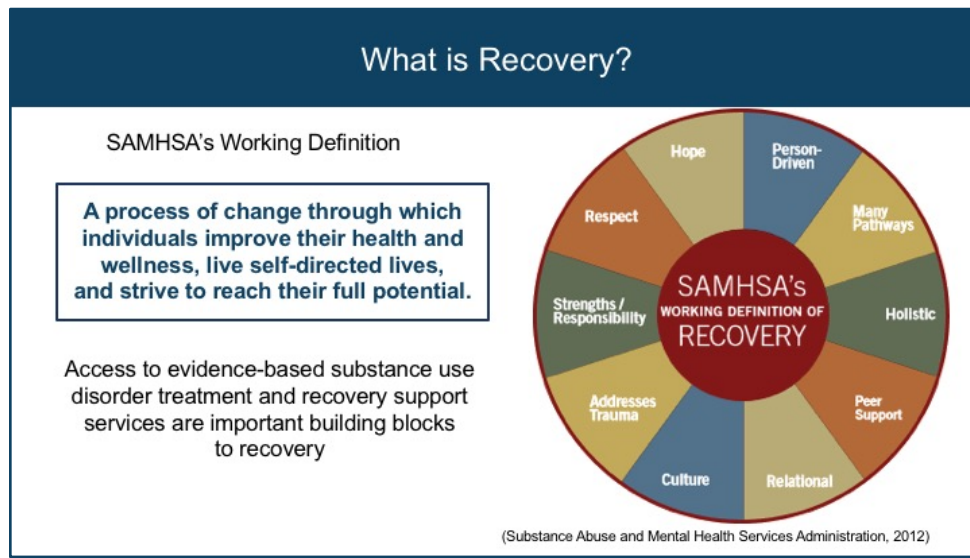 What is Recovery?
SAMHSA's Working Definition
A process of change through which
individuals improve their health and
wellness, live self-directed lives,
and strive to reach their full potential.
Access to evidence-based substance use
disorder treatment and recovery support
services are important building blocks
to recovery
Hope
Person-
Driven
Many
Pathways
Holistic
Peer
Support
Relational
Culture
Addresses
Trauma
Strengths /
Responsibility
Respect
SAMHSA's
WORKING DEFINITION OF
RECOVERY
(Substance Abuse and Mental Health Services Administration, 2012)